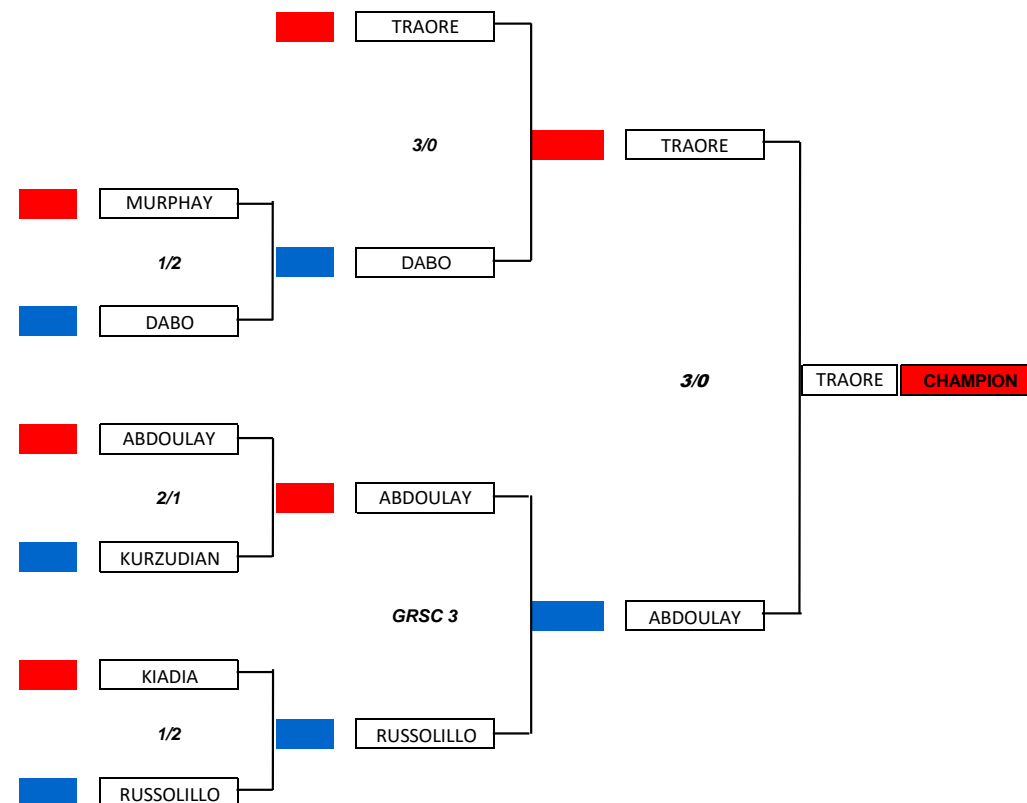 TRAORE
3/0
TRAORE
MURPHAY
1/2
DABO
DABO
3/0
TRAORE
CHAMPION
ABDOULAY
2/1
ABDOULAY
KURZUDIAN
GRSC 3
ABDOULAY
KIADIA
1/2
RUSSOLILLO
RUSSOLILLO